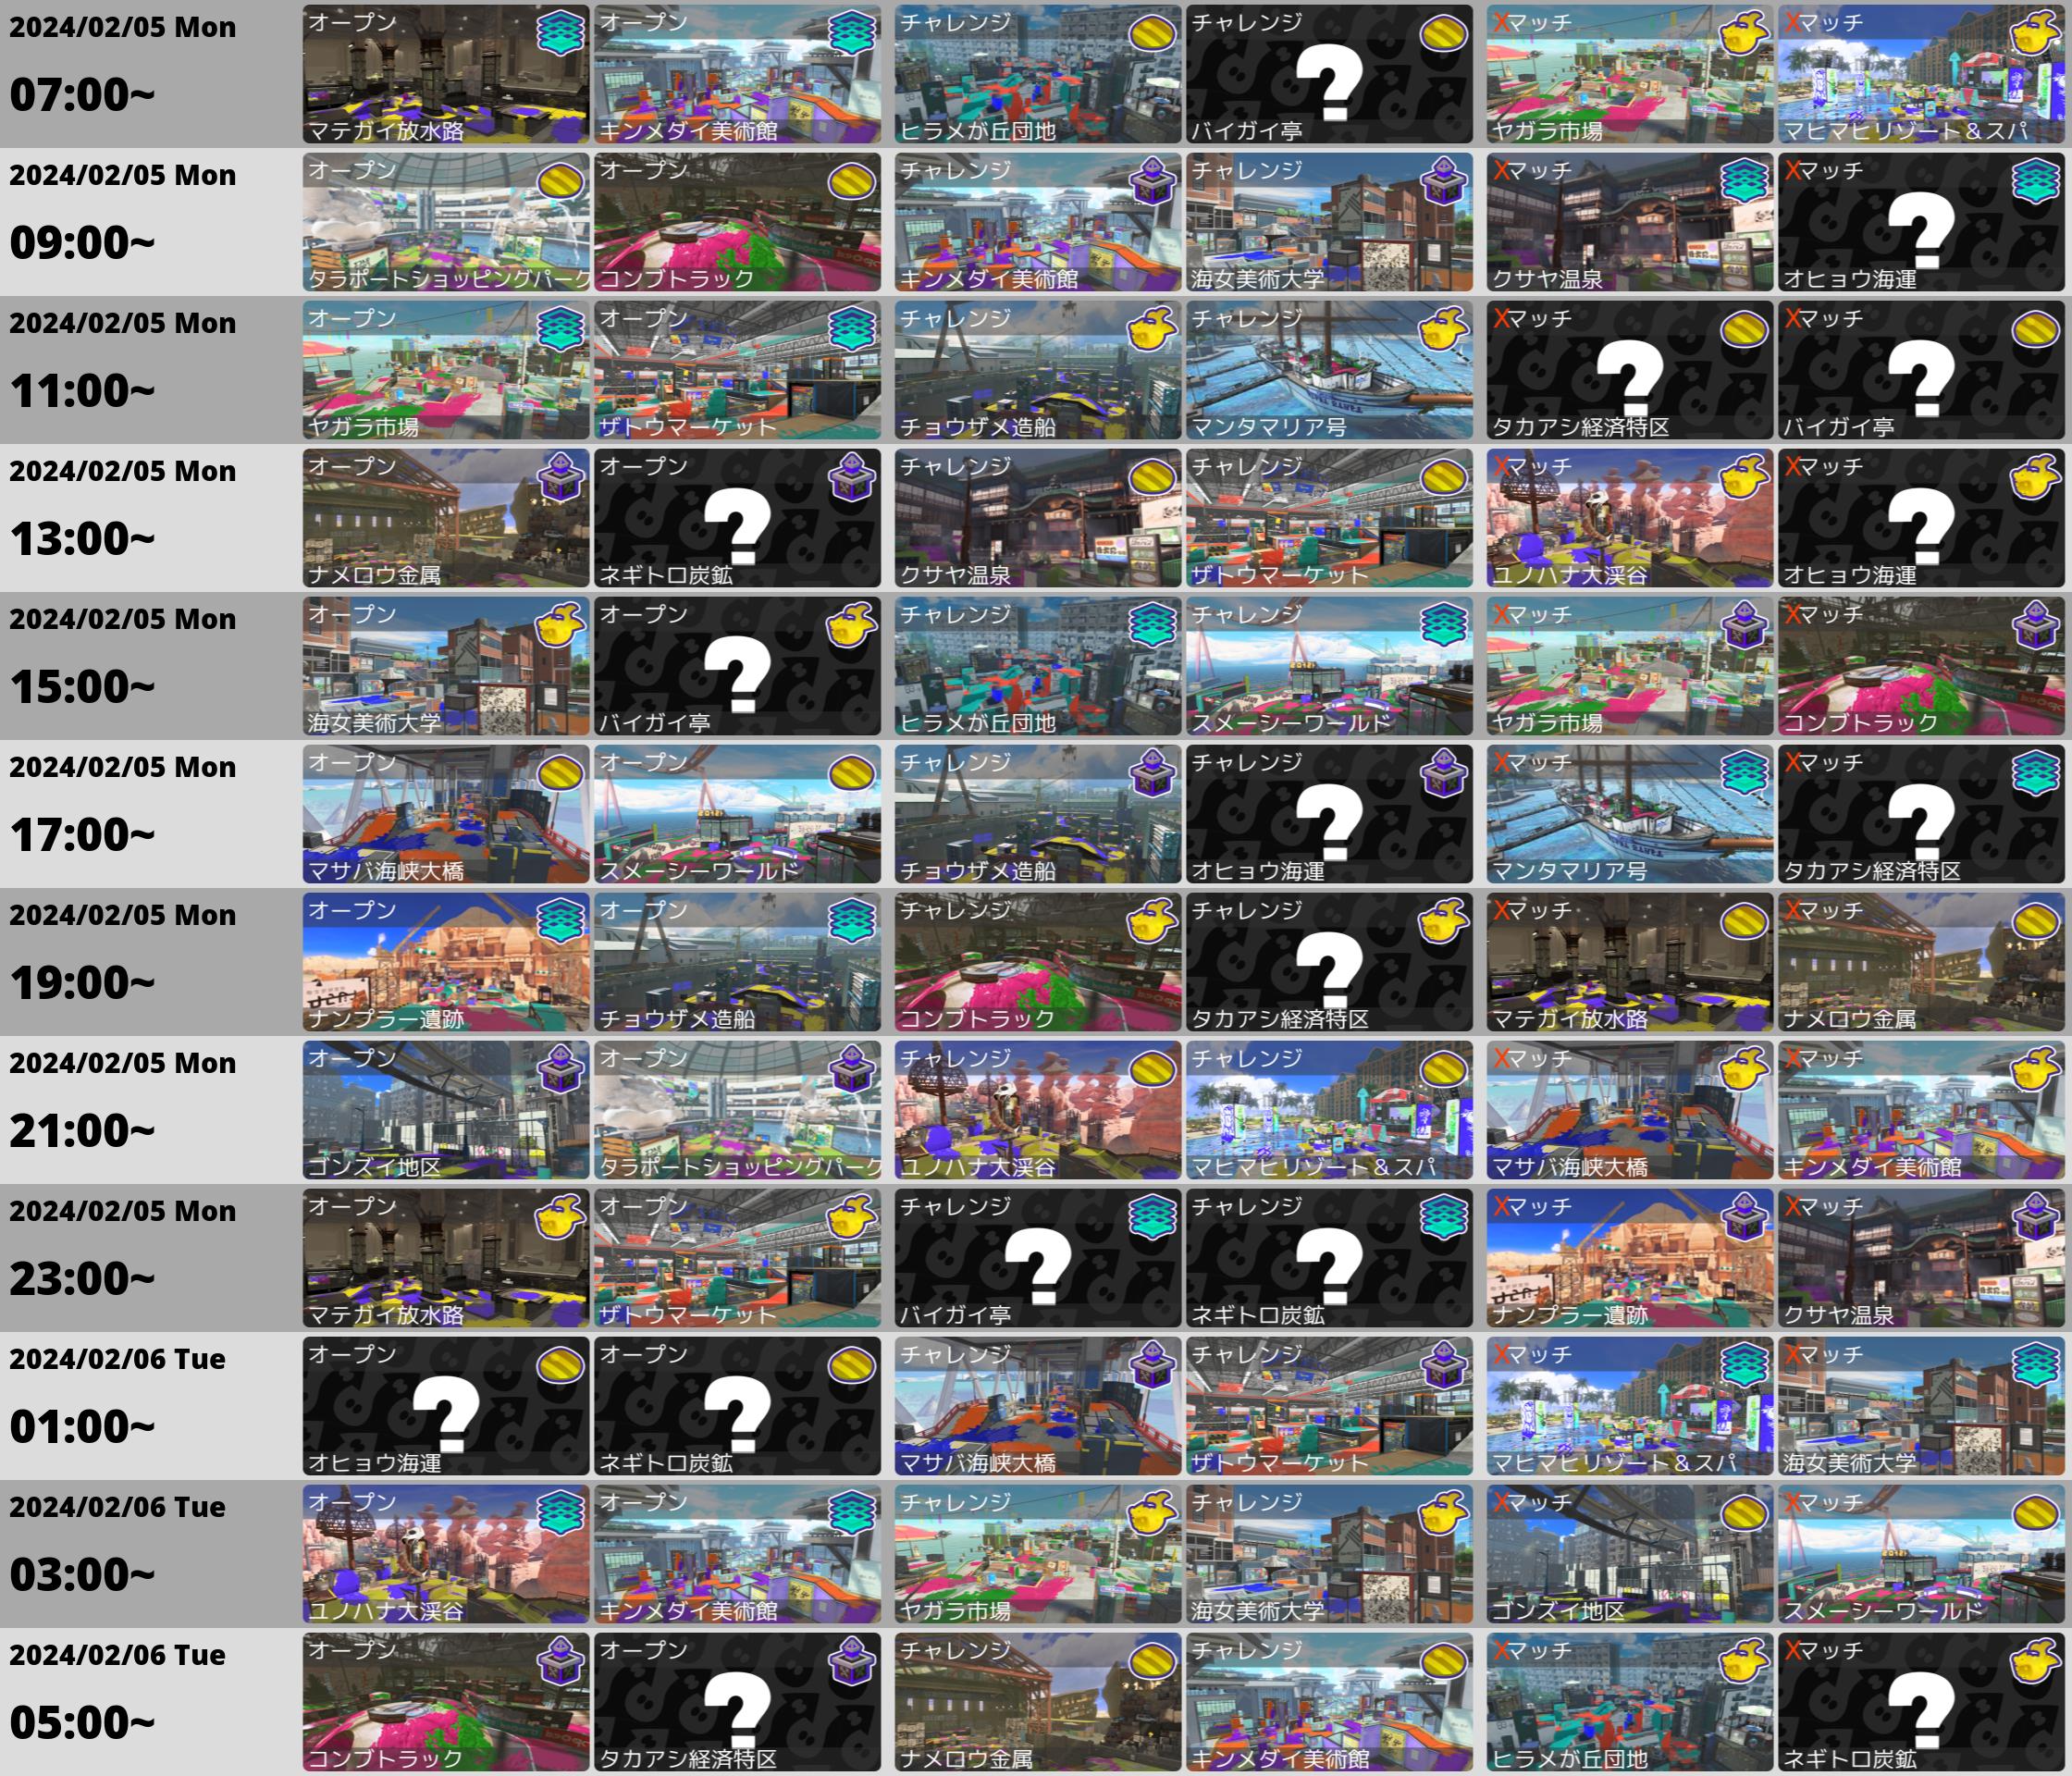 2024/02/05 Mon
07:00~
オープン
マテガイ放水路
オープン
キンメダイ美術館
チャレンジ
ヒラメが丘団地
チャレンジ
バイガイ亭
Xマッチ
ヤガラ市場
Xマッチ
マヒマヒリゾート＆スパ
2024/02/05 Mon
09:00~
オープン
タラポートショッピングパーク
オープン
コンブトラック
チャレンジ
キンメダイ美術館
チャレンジ
海女美術大学
Xマッチ
クサヤ温泉
Xマッチ
オヒョウ海運
2024/02/05 Mon
11:00~
オープン
ヤガラ市場
オープン
ザトウマーケット
チャレンジ
チョウザメ造船
チャレンジ
マンタマリア号
Xマッチ
タカアシ経済特区
Xマッチ
バイガイ亭
2024/02/05 Mon
13:00~
オープン
ナメロウ金属
オープン
ネギトロ炭鉱
チャレンジ
クサヤ温泉
チャレンジ
ザトウマーケット
Xマッチ
ユノハナ大渓谷
Xマッチ
オヒョウ海運
2024/02/05 Mon
15:00~
オープン
海女美術大学
オープン
バイガイ亭
チャレンジ
ヒラメが丘団地
チャレンジ
スメーシーワールド
Xマッチ
ヤガラ市場
Xマッチ
コンブトラック
2024/02/05 Mon
17:00~
オープン
マサバ海峡大橋
オープン
スメーシーワールド
チャレンジ
チョウザメ造船
チャレンジ
オヒョウ海運
Xマッチ
マンタマリア号
Xマッチ
タカアシ経済特区
2024/02/05 Mon
19:00~
オープン
ナンプラー遺跡
オープン
チョウザメ造船
チャレンジ
コンブトラック
チャレンジ
タカアシ経済特区
Xマッチ
マテガイ放水路
Xマッチ
ナメロウ金属
2024/02/05 Mon
21:00~
オープン
ゴンズイ地区
オープン
タラポートショッピングパーク
チャレンジ
ユノハナ大渓谷
チャレンジ
マヒマヒリゾート＆スパ
Xマッチ
マサバ海峡大橋
Xマッチ
キンメダイ美術館
2024/02/05 Mon
23:00~
オープン
マテガイ放水路
オープン
ザトウマーケット
チャレンジ
バイガイ亭
チャレンジ
ネギトロ炭鉱
Xマッチ
ナンプラー遺跡
Xマッチ
クサヤ温泉
2024/02/06 Tue
01:00~
オープン
オヒョウ海運
オープン
ネギトロ炭鉱
チャレンジ
マサバ海峡大橋
チャレンジ
ザトウマーケット
Xマッチ
マヒマヒリゾート＆スパ
Xマッチ
海女美術大学
2024/02/06 Tue
03:00~
オープン
ユノハナ大渓谷
オープン
キンメダイ美術館
チャレンジ
ヤガラ市場
チャレンジ
海女美術大学
Xマッチ
ゴンズイ地区
Xマッチ
スメーシーワールド
2024/02/06 Tue
05:00~
オープン
コンブトラック
オープン
タカアシ経済特区
チャレンジ
ナメロウ金属
チャレンジ
キンメダイ美術館
Xマッチ
ヒラメが丘団地
Xマッチ
ネギトロ炭鉱